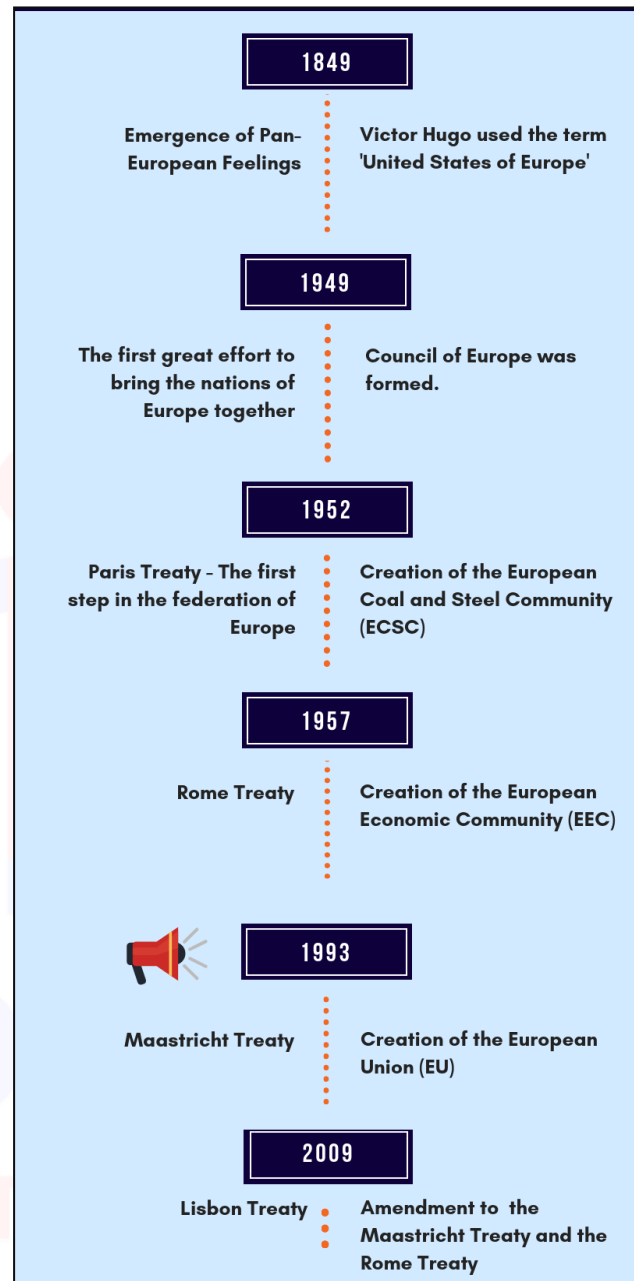 1849
Emergence of Pan-
European Feelings
Victor Hugo used the term
'United States of Europe'
1949
The first great effort to
bring the nations of
Europe together
Council of Europe was
formed.
1952
Paris Treaty - The first
step in the federation of
Europe
Creation of the European
Coal and Steel Community
(ECSC)
1957
Rome Treaty
Creation of the European
Economic Community (EEC)
1993
Maastricht Treaty
Creation of the European
Union (EU)
2009
Lisbon Treaty
Amendment to the
Maastricht Treaty and the
Rome Treaty